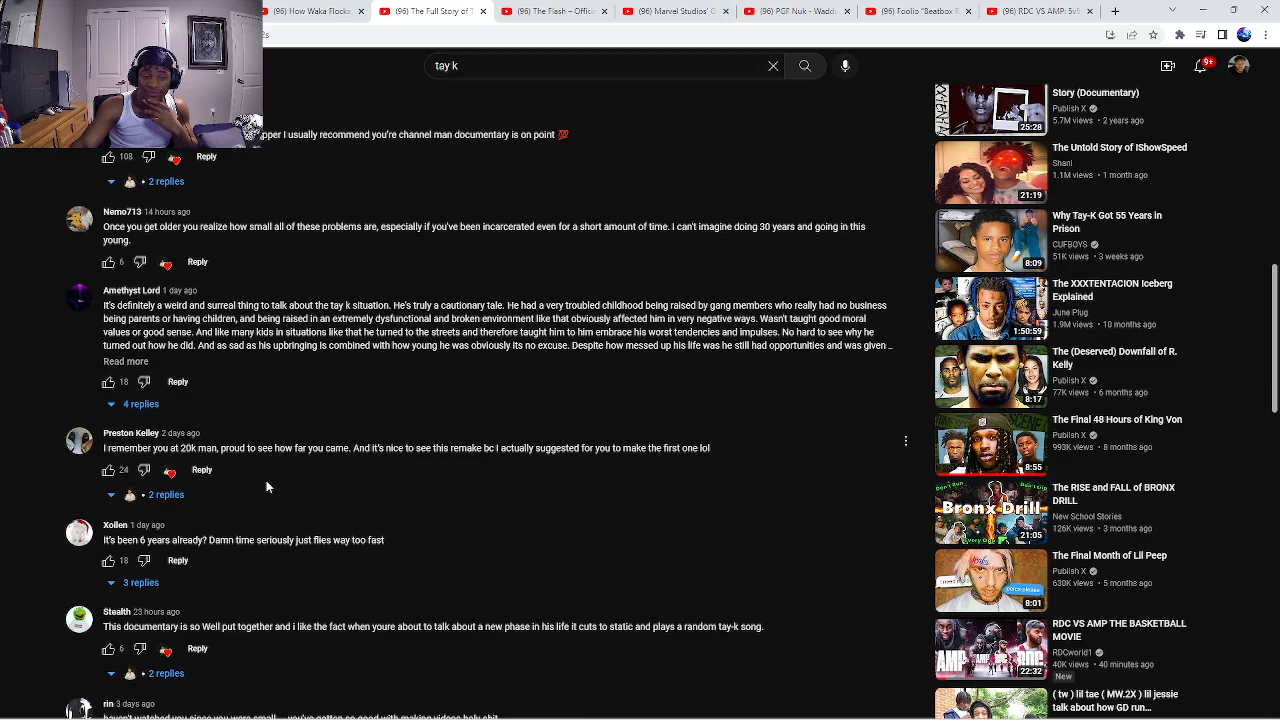 (96) How Waka Flocka
(96) The Full Story of T
(96) The Flash – Offici
(96) Marvel Studios' G
(96) PGF Nuk - Waddu
(96) Foolio "Beatbox R
(96) RDC VS AMP: 5v5
2s
tay k
9+
pper I usually recommend you're channel man documentary is on point 💯
108
Reply
2 replies
Nemo713 14 hours ago
Once you get older you realize how small all of these problems are, especially if you've been incarcerated even for a short amount of time. I can't imagine doing 30 years and going in this
young.
6
Reply
Amethyst Lord 1 day ago
It's definitely a weird and surreal thing to talk about the tay k situation. He's truly a cautionary tale. He had a very troubled childhood being raised by gang members who really had no business
being parents or having children, and being raised in an extremely dysfunctional and broken environment like that obviously affected him in very negative ways. Wasn't taught good moral
values or good sense. And like many kids in situations like that he turned to the streets and therefore taught him to him embrace his worst tendencies and impulses. No hard to see why he
turned out how he did. And as sad as his upbringing is combined with how young he was obviously its no excuse. Despite how messed up his life was he still had opportunities and was given ...
Read more
18
Reply
4 replies
Preston Kelley 2 days ago
I remember you at 20k man, proud to see how far you came. And it's nice to see this remake bc I actually suggested for you to make the first one lol
24
Reply
2 replies
Xoilen 1 day ago
It's been 6 years already? Damn time seriously just flies way too fast
18
Reply
3 replies
Stealth 23 hours ago
This documentary is so Well put together and i like the fact when youre about to talk about a new phase in his life it cuts to static and plays a random tay-k song.
6
Reply
2 replies
rin 3 days ago
haven't watched you since you were small... you've gotten so good with making videos holy shit
Story (Documentary)
Publish X
5.7M views • 2 years ago
25:28
The Untold Story of IShowSpeed
Shani
1.1M views • 1 month ago
21:19
Why Tay-K Got 55 Years in
Prison
CUFBOYS
51K views • 3 weeks ago
8:09
The XXXTENTACION Iceberg
Explained
June Plug
1.9M views • 10 months ago
1:50:59
The (Deserved) Downfall of R.
Kelly
Publish X
77K views • 6 months ago
8:17
The Final 48 Hours of King Von
Publish X
993K views • 8 months ago
8:55
The RISE and FALL of BRONX
DRILL
New School Stories
126K views • 3 months ago
Bronx Drill
21:05
The Final Month of Lil Peep
Publish X
630K views • 5 months ago
8:01
RDC VS AMP THE BASKETBALL
MOVIE
RDCworld1
40K views • 40 minutes ago
New
AMP
22:32
( tw ) lil tae ( MW.2X ) lil jessie
talks about how GD run...